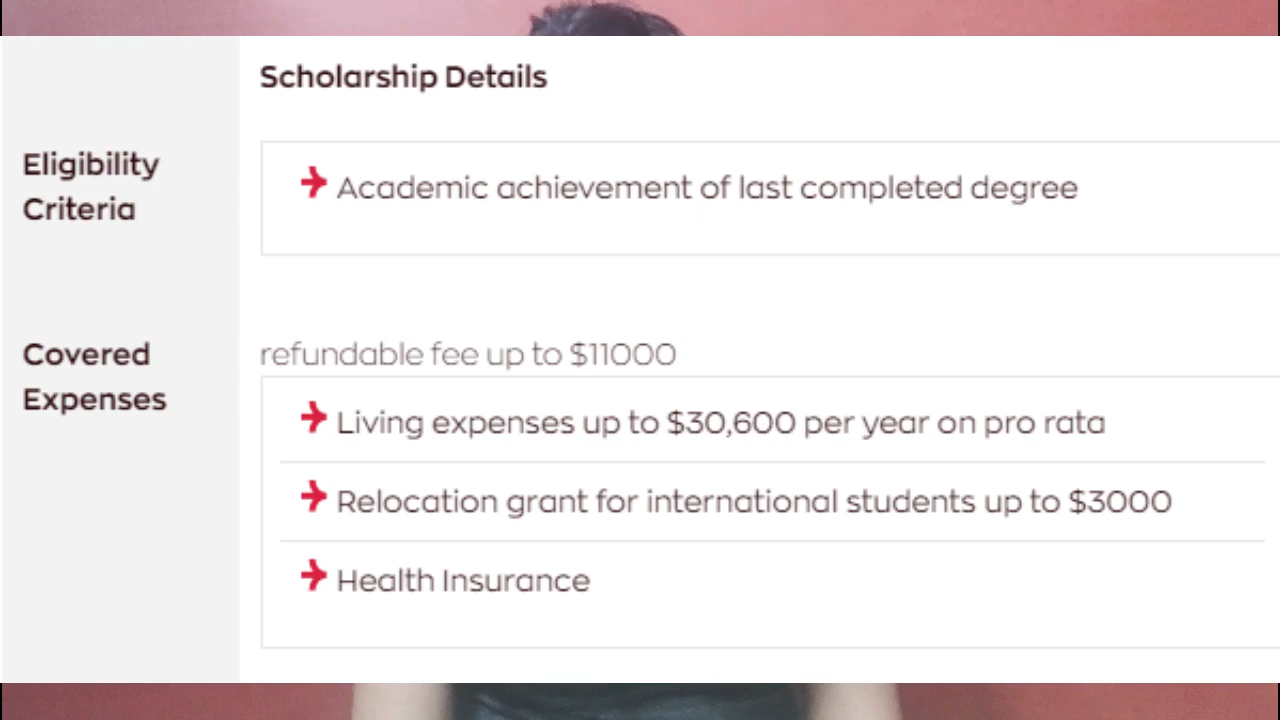 Scholarship Details
Eligibility
Criteria
Academic achievement of last completed degree
Covered
Expenses
refundable fee up to $11000
Living expenses up to $30,600 per year on pro rata
Relocation grant for international students up to $3000
Health Insurance